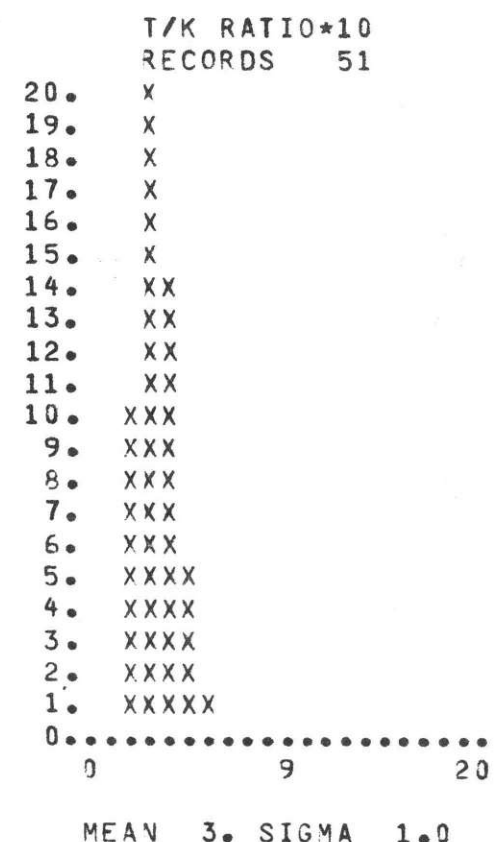 T/K RATIO*10
RECORDS 51
20. X
19. X
18. X
17. X
16. X
15. X
14. XX
13. XX
12. XX
11. XX
10. XXX
9. XXX
8. XXX
7. XXX
6. XXX
5. XXXX
4. XXXX
3. XXXX
2. XXXX
1. XXXXX
0......................
0 9 20
MEAN 3. SIGMA 1.0